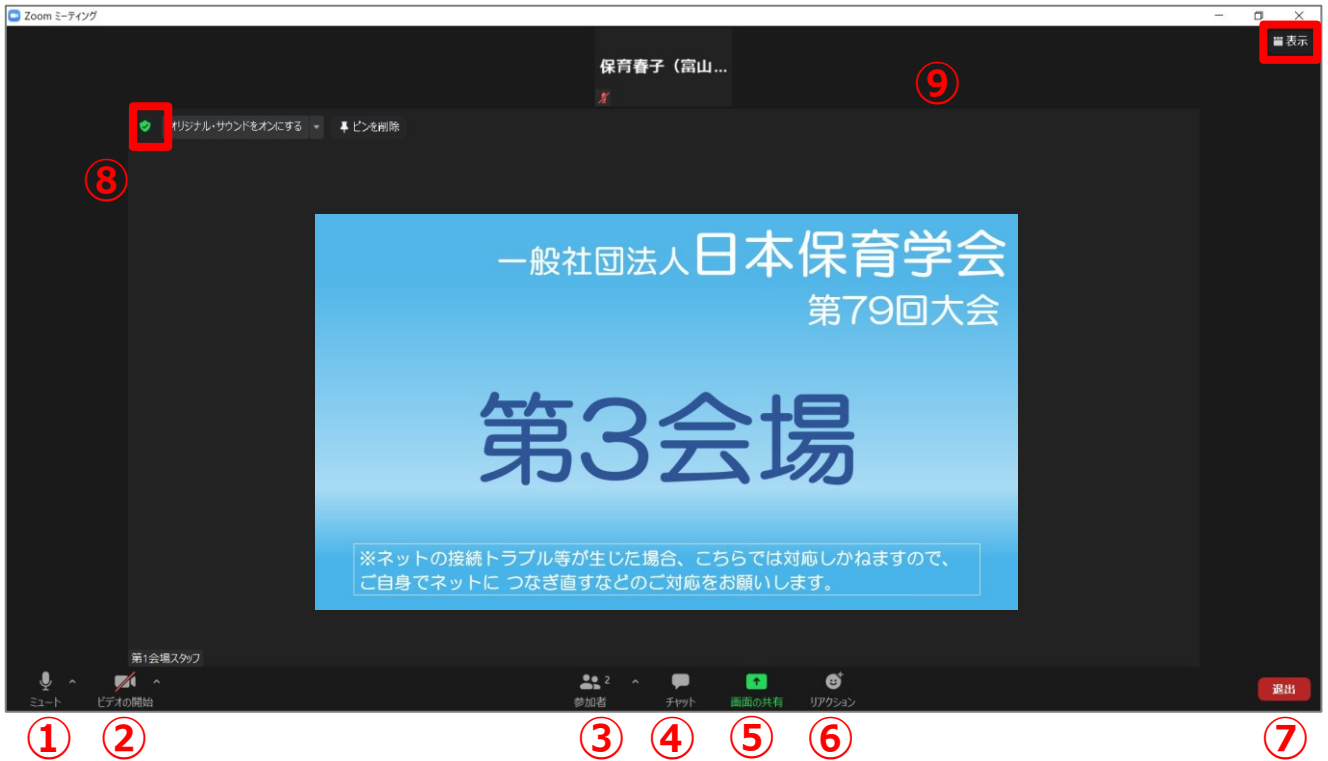 Zoom ミーティング
表示
保育春子（富山...
⑨
オリジナル・サウンドをオンにする
ピンを削除
⑧
一般社団法人日本保育学会
第79回大会
第3会場
※ネットの接続トラブル等が生じた場合、こちらでは対応しかねますので、
ご自身でネットに つなぎ直すなどのご対応をお願いします。
第1会場スタッフ
ミュート
ビデオの開始
参加者 2
チャット
画面の共有
リアクション
退出
① ② ③ ④ ⑤ ⑥ ⑦